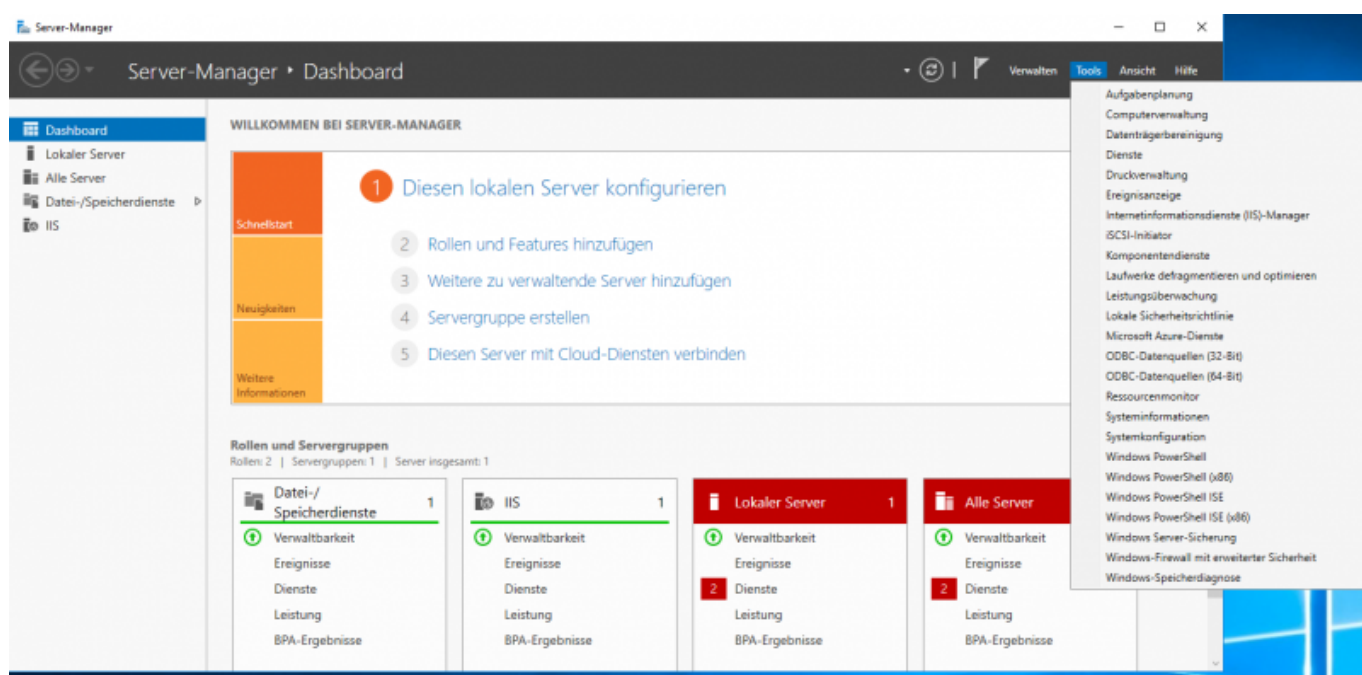 Server-Manager
Server-Manager • Dashboard
Verwalten Tools Ansicht Hilfe
Dashboard
Lokaler Server
Alle Server
Datei-/Speicherdienste
IIS
WILLKOMMEN BEI SERVER-MANAGER
Schnellstart
Neuigkeiten
Weitere
Informationen
1 Diesen lokalen Server konfigurieren
2 Rollen und Features hinzufügen
3 Weitere zu verwaltende Server hinzufügen
4 Servergruppe erstellen
5 Diesen Server mit Cloud-Diensten verbinden
Rollen und Servergruppen
Rollen: 2 | Servergruppen: 1 | Server insgesamt: 1
Datei-/
Speicherdienste 1
Verwaltbarkeit
Ereignisse
Dienste
Leistung
BPA-Ergebnisse
IIS 1
Verwaltbarkeit
Ereignisse
Dienste
Leistung
BPA-Ergebnisse
Lokaler Server 1
Verwaltbarkeit
Ereignisse
2 Dienste
Leistung
BPA-Ergebnisse
Alle Server
Verwaltbarkeit
Ereignisse
2 Dienste
Leistung
BPA-Ergebnisse
Aufgabenplanung
Computerverwaltung
Datenträgerbereinigung
Dienste
Druckverwaltung
Ereignisanzeige
Internetinformationsdienste (IIS)-Manager
iSCSI-Initiator
Komponentendienste
Laufwerke defragmentieren und optimieren
Leistungsüberwachung
Lokale Sicherheitsrichtlinie
Microsoft Azure-Dienste
ODBC-Datenquellen (32-Bit)
ODBC-Datenquellen (64-Bit)
Ressourcenmonitor
Systeminformationen
Systemkonfiguration
Windows PowerShell
Windows PowerShell (x86)
Windows PowerShell ISE
Windows PowerShell ISE (x86)
Windows Server-Sicherung
Windows-Firewall mit erweiterter Sicherheit
Windows-Speicherdiagnose